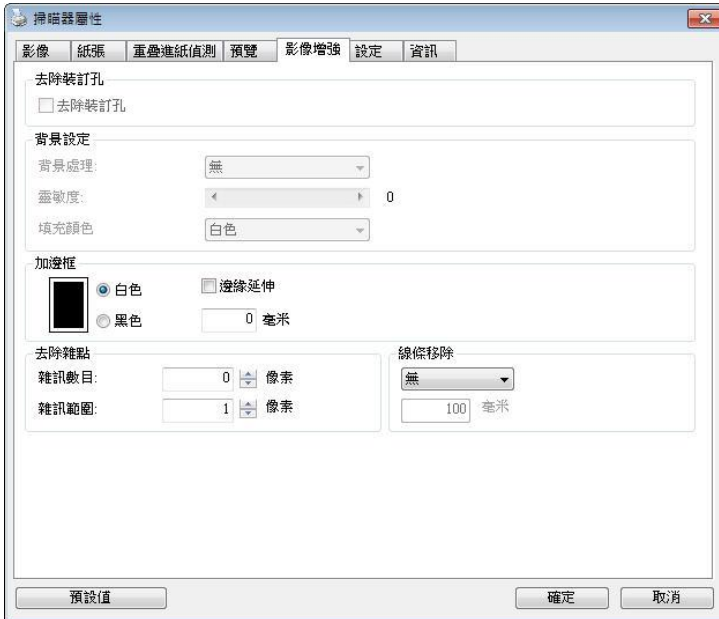 掃瞄器屬性
影像 紙張 重疊進紙偵測 預覽 影像增強 設定 資訊
去除裝訂孔
去除裝訂孔
背景設定
背景處理: 無
靈敏度: 0
填充顏色 白色
加邊框
白色 邊緣延伸
黑色 0 毫米
去除雜點 線條移除
雜訊數目: 0 像素 無
雜訊範圍: 1 像素 100 毫米
預設值 確定 取消